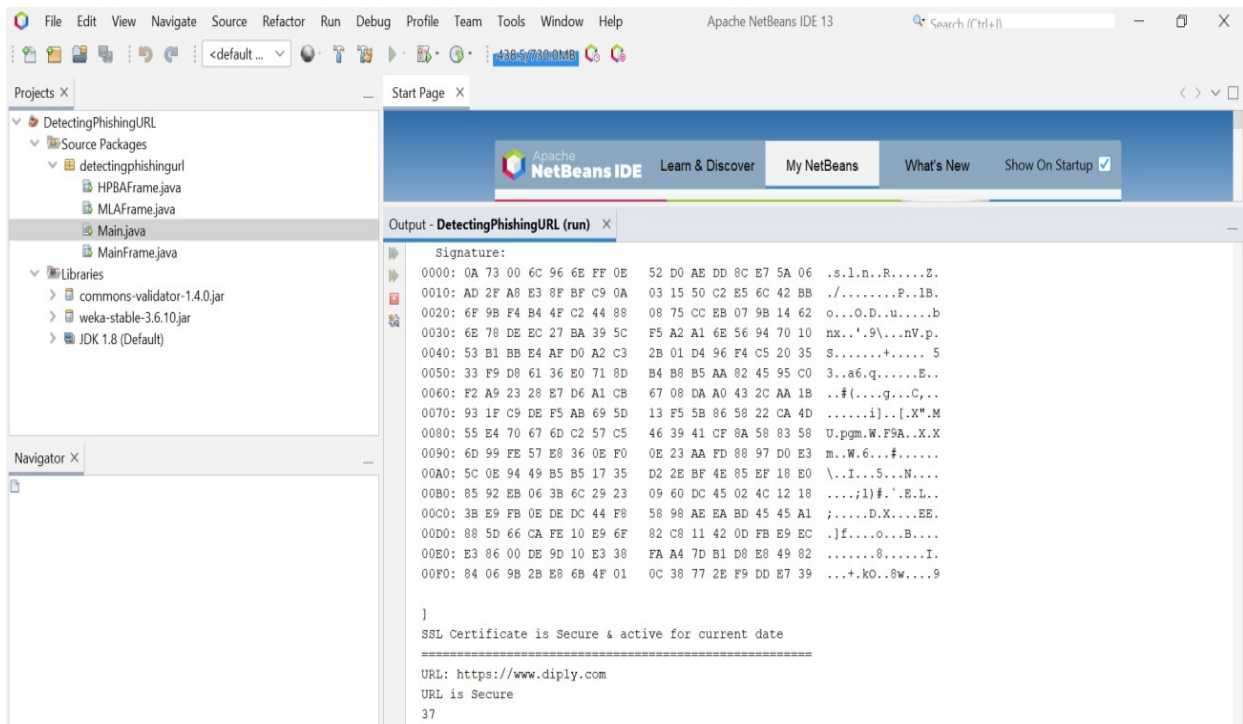 File Edit View Navigate Source Refactor Run Debug Profile Team Tools Window Help Apache NetBeans IDE 13 Search (Ctrl+I)
<default ... 438.5/730.0MB
Projects Start Page
DetectingPhishingURL
Source Packages
detectingphishingurl
HPBAFrame.java
MLAFrame.java
Main.java
MainFrame.java
Libraries
commons-validator-1.4.0.jar
weka-stable-3.6.10.jar
JDK 1.8 (Default)
Navigator
Apache
NetBeans IDE Learn & Discover My NetBeans What's New Show On Startup
Output - DetectingPhishingURL (run)
Signature:
0000: 0A 73 00 6C 96 6E FF 0E 52 D0 AE DD 8C E7 5A 06 .s.l.n..R.....Z.
0010: AD 2F A8 E3 8F BF C9 0A 03 15 50 C2 E5 6C 42 BB ./........P..lB.
0020: 6F 9B F4 B4 4F C2 44 88 08 75 CC EB 07 9B 14 62 o...O.D..u.....b
0030: 6E 78 DE EC 27 BA 39 5C F5 A2 A1 6E 56 94 70 10 nx..'.9\...nV.p.
0040: 53 B1 BB E4 AF D0 A2 C3 2B 01 D4 96 F4 C5 20 35 S.......+..... 5
0050: 33 F9 D8 61 36 E0 71 8D B4 B8 B5 AA 82 45 95 C0 3..a6.q......E..
0060: F2 A9 23 28 E7 D6 A1 CB 67 08 DA A0 43 2C AA 1B ..#(....g...C,..
0070: 93 1F C9 DE F5 AB 69 5D 13 F5 5B 86 58 22 CA 4D ......i]..[.X".M
0080: 55 E4 70 67 6D C2 57 C5 46 39 41 CF 8A 58 83 58 U.pgm.W.F9A..X.X
0090: 6D 99 FE 57 E8 36 0E F0 0E 23 AA FD 88 97 D0 E3 m..W.6...#......
00A0: 5C 0E 94 49 B5 B5 17 35 D2 2E BF 4E 85 EF 18 E0 \..I...5...N....
00B0: 85 92 EB 06 3B 6C 29 23 09 60 DC 45 02 4C 12 18 ....;l)#.`.E.L..
00C0: 3B E9 FB 0E DE DC 44 F8 58 98 AE EA BD 45 45 A1 ;.....D.X....EE.
00D0: 88 5D 66 CA FE 10 E9 6F 82 C8 11 42 0D FB E9 EC .]f....o...B....
00E0: E3 86 00 DE 9D 10 E3 38 FA A4 7D B1 D8 E8 49 82 .......8......I.
00F0: 84 06 9B 2B E8 6B 4F 01 0C 38 77 2E F9 DD E7 39 ...+.kO..8w....9
]
SSL Certificate is Secure & active for current date
=======================================================
URL: https://www.diply.com
URL is Secure
37